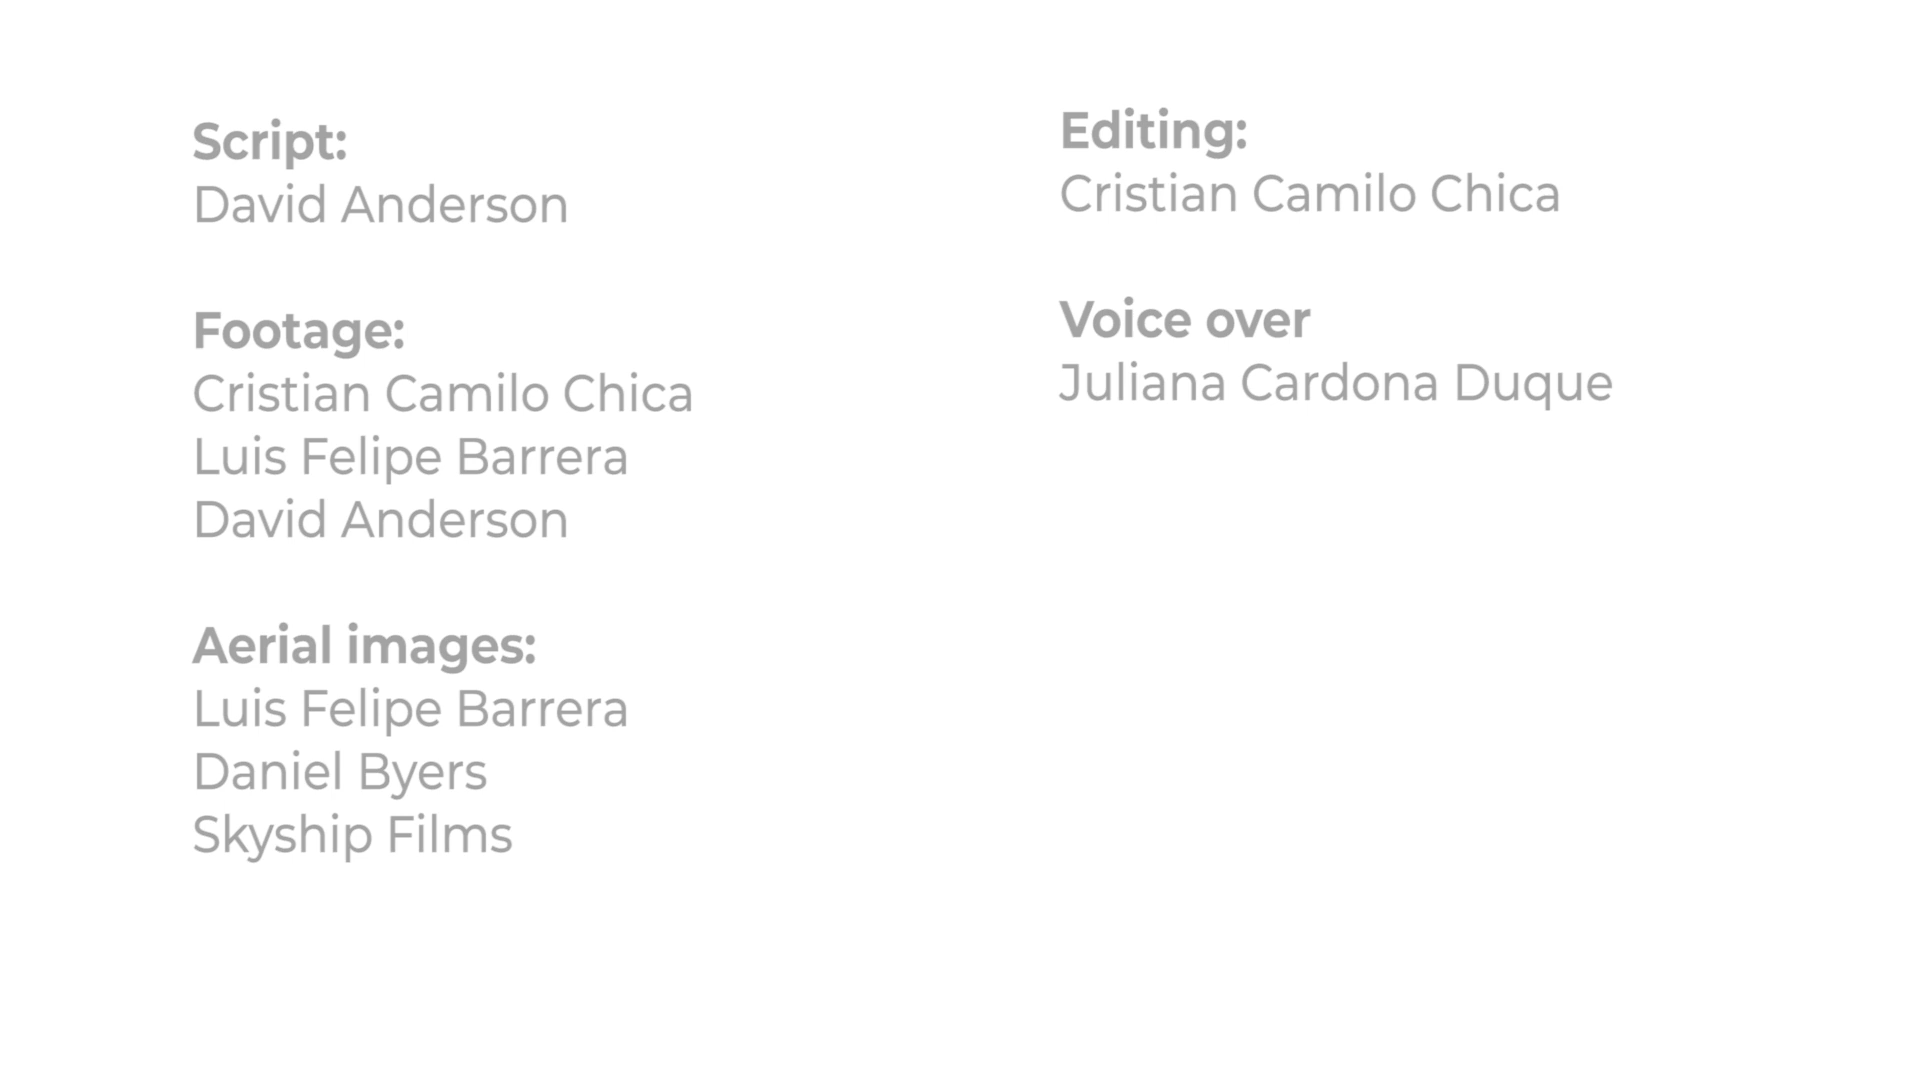 Script:
David Anderson
Footage:
Cristian Camilo Chica
Luis Felipe Barrera
David Anderson
Aerial images:
Luis Felipe Barrera
Daniel Byers
Skyship Films
Editing:
Cristian Camilo Chica
Voice over
Juliana Cardona Duque